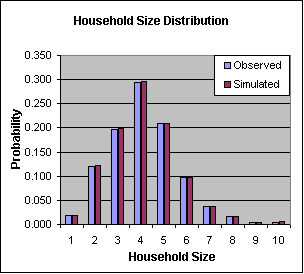 Household Size Distribution
Observed
Simulated
Probability
0.350
0.300
0.250
0.200
0.150
0.100
0.050
0.000
1 2 3 4 5 6 7 8 9 10
Household Size